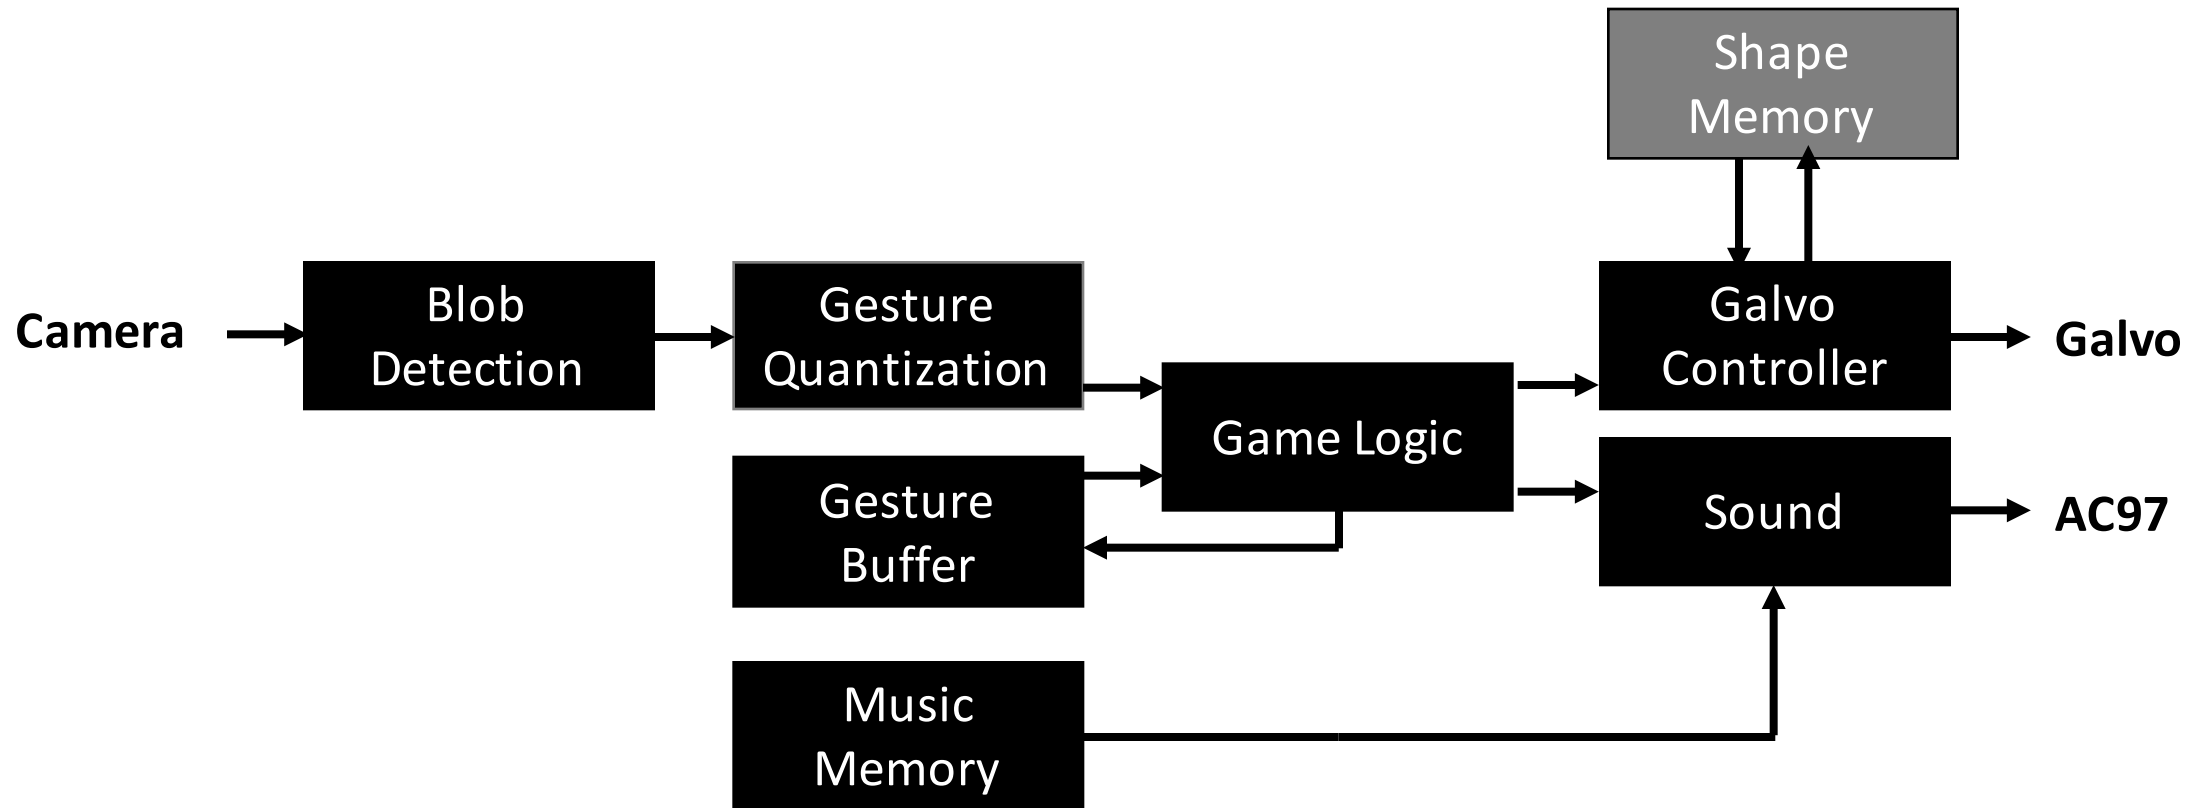 Shape
Memory
Camera
Blob
Detection
Gesture
Quantization
Game Logic
Galvo
Controller
Galvo
Gesture
Buffer
Sound
AC97
Music
Memory